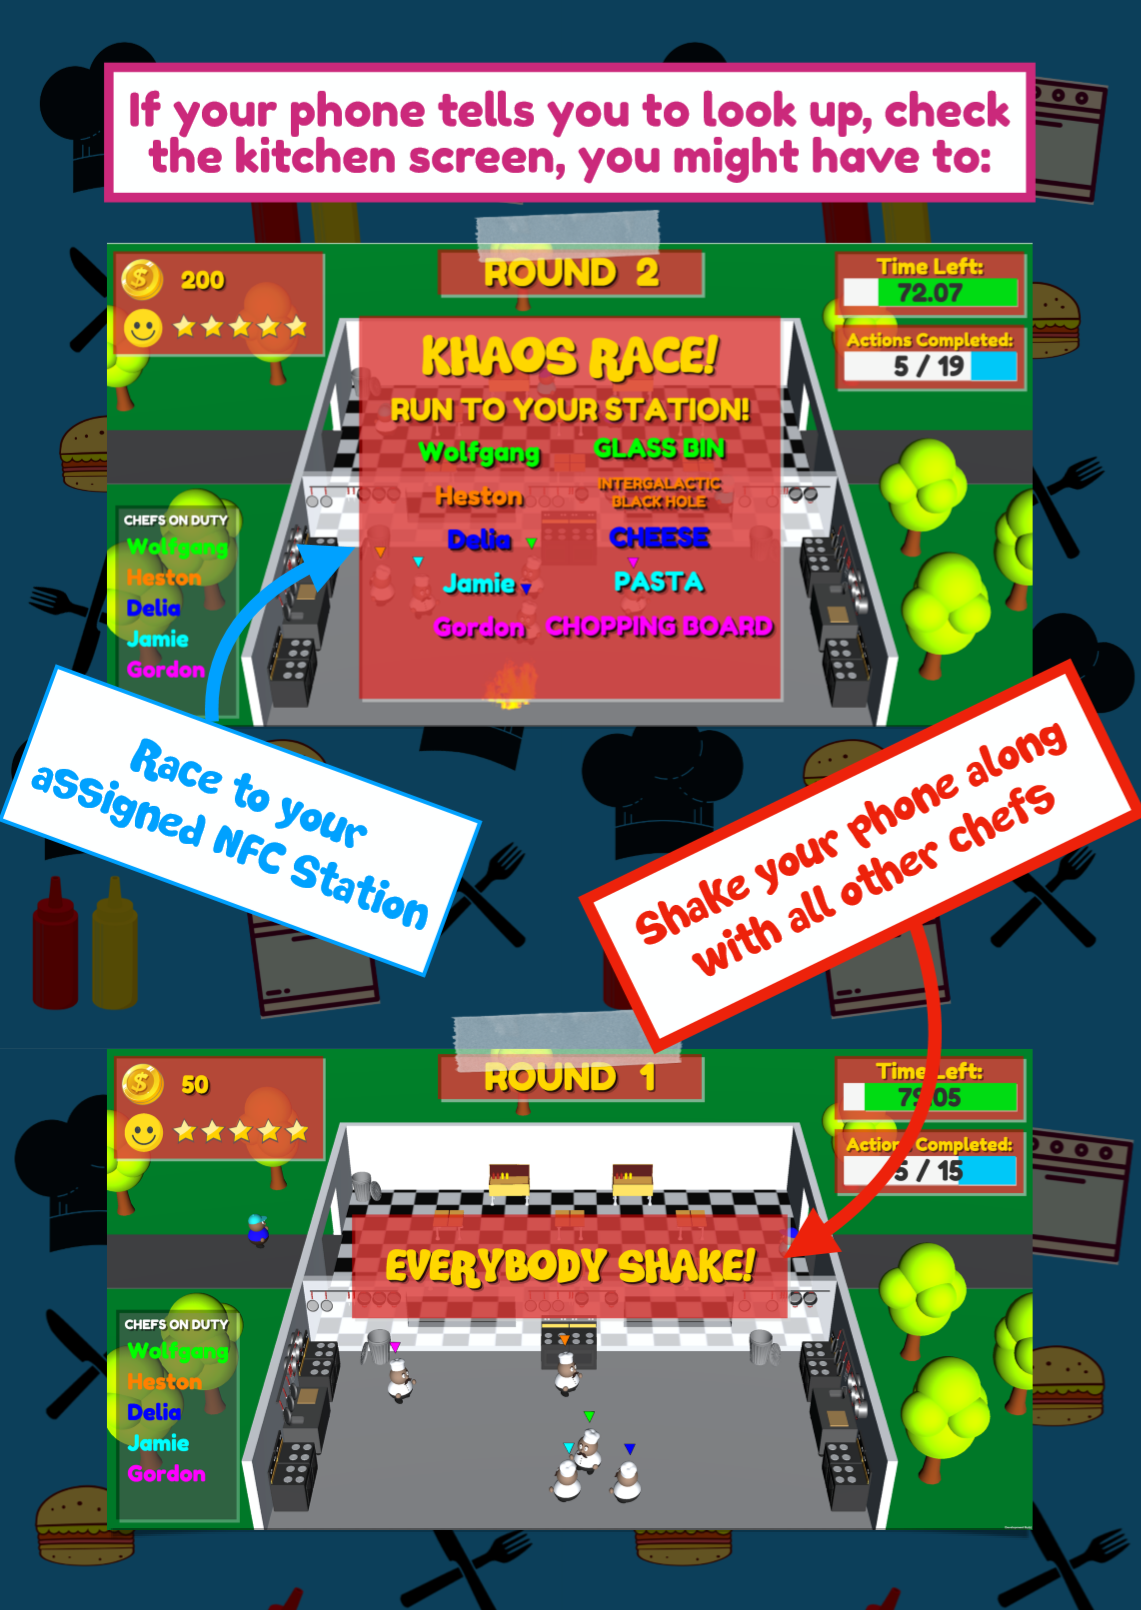 If your phone tells you to look up, check
the kitchen screen, you might have to:
200
ROUND 2
Time Left:
72.07
Actions Completed:
5 / 19
KHAOS RACE!
RUN TO YOUR STATION!
Wolfgang GLASS BIN
Heston INTERGALACTIC
BLACK HOLE
Delia CHEESE
Jamie PASTA
Gordon CHOPPING BOARD
CHEFS ON DUTY
Wolfgang
Heston
Delia
Jamie
Gordon
Race to your
assigned NFC Station
Shake your phone along
with all other chefs
50
ROUND 1
Time Left:
79.05
Actions Completed:
5 / 15
EVERYBODY SHAKE!
CHEFS ON DUTY
Wolfgang
Heston
Delia
Jamie
Gordon